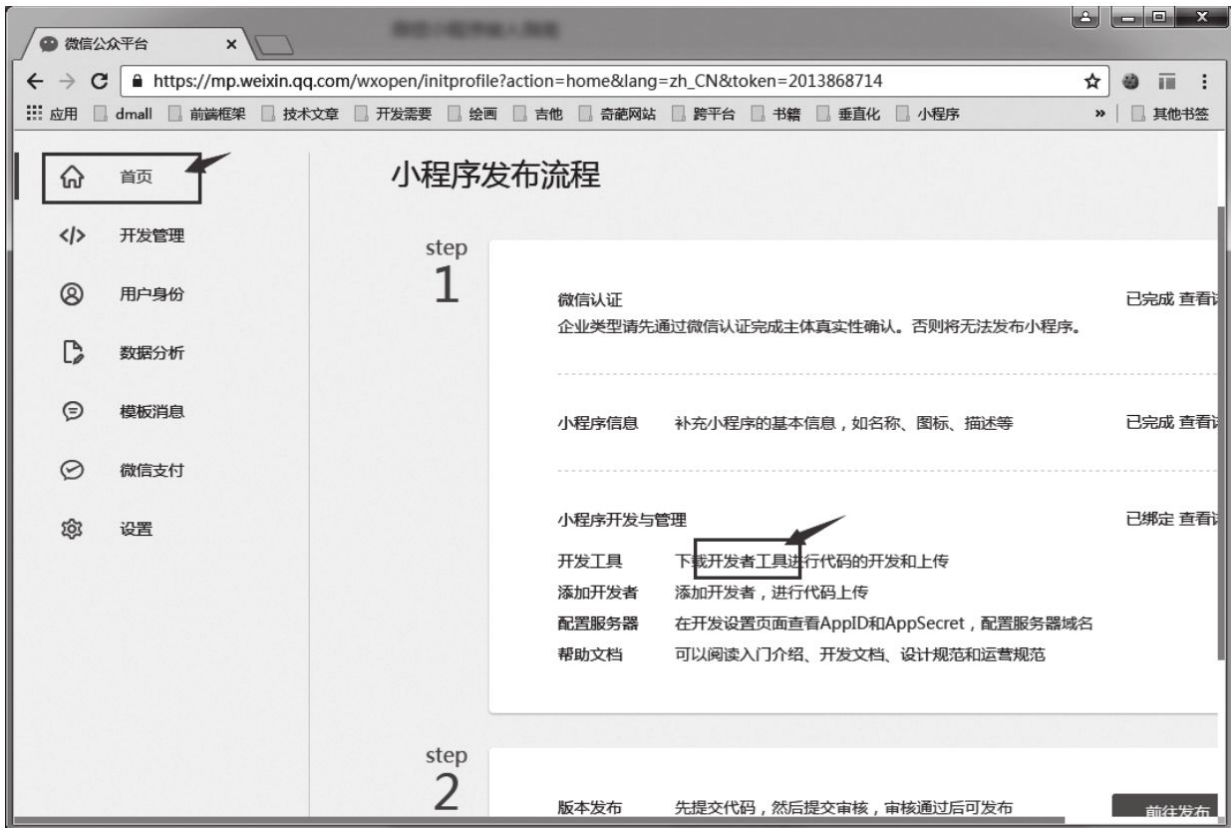 微信公众平台
https://mp.weixin.qq.com/wxopen/initprofile?action=home&lang=zh_CN&token=2013868714
应用 dmall 前端框架 技术文章 开发需要 绘画 吉他 奇葩网站 跨平台 书籍 垂直化 小程序 » 其他书签
首页
开发管理
用户身份
数据分析
模板消息
微信支付
设置
小程序发布流程
step
1
微信认证 已完成 查看
企业类型请先通过微信认证完成主体真实性确认。否则将无法发布小程序。
小程序信息 补充小程序的基本信息,如名称、图标、描述等 已完成 查看
小程序开发与管理 已绑定 查看
开发工具 下载开发者工具进行代码的开发和上传
添加开发者 添加开发者,进行代码上传
配置服务器 在开发设置页面查看AppID和AppSecret,配置服务器域名
帮助文档 可以阅读入门介绍、开发文档、设计规范和运营规范
step
2
版本发布 先提交代码,然后提交审核,审核通过后可发布 前往发布